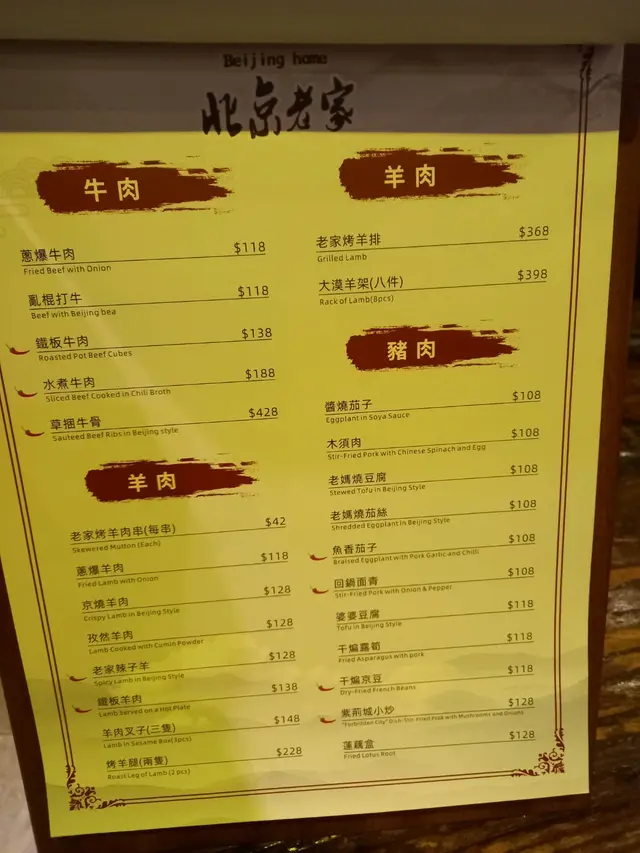 Beijing home
北京老家
牛肉
蔥爆牛肉 $118
Fried Beef with Onion
亂棍打牛 $118
Beef with Beijing bea
鐵板牛肉 $138
Roasted Pot Beef Cubes
水煮牛肉 $188
Sliced Beef Cooked in Chili Broth
草捆牛骨 $428
Sauteed Beef Ribs in Beijing style
羊肉
老家烤羊肉串(每串) $42
Skewered Mutton (Each)
蔥爆羊肉 $118
Fried Lamb with Onion
京燒羊肉 $128
Crispy Lamb in Beijing Style
孜然羊肉 $128
Lamb Cooked with Cumin Powder
老家辣子羊 $128
Spicy Lamb in Beijing Style
鐵板羊肉 $138
Lamb Served on a Hot Plate
羊肉叉子(三隻) $148
Lamb in Sesame Box(3pcs)
烤羊腿(兩隻) $228
Roast Leg of Lamb (2 pcs)
羊肉
老家烤羊排 $368
Grilled Lamb
大漠羊架(八件) $398
Rack of Lamb(8pcs)
豬肉
醬燒茄子 $108
Eggplant in Soya Sauce
木須肉 $108
Stir-Fried Pork with Chinese Spinach and Egg
老媽燒豆腐 $108
Stewed Tofu in Beijing Style
老媽燒茄絲 $108
Shredded Eggplant in Beijing Style
魚香茄子 $108
Braised Eggplant with Pork Garlic and Chilli
回鍋面青 $108
Stir-Fried Pork with Onion & Pepper
婆婆豆腐 $118
Tofu in Beijing Style
干煸露筍 $118
Fried Asparagus with pork
干煸京豆 $118
Dry-Fried French Beans
紫荊城小炒 $128
"Forbidden City" Dish Stir Fried Pork with Mushrooms and Onions
蓮藕盒 $128
Fried Lotus Root